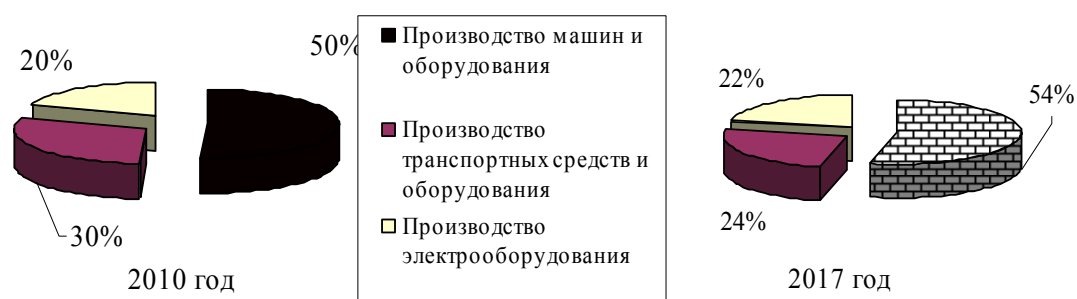 50%
20%
30%
2010 год
Производство машин и
оборудования
Производство
транспортных средств и
оборудования
Производство
электрооборудования
22%
54%
24%
2017 год